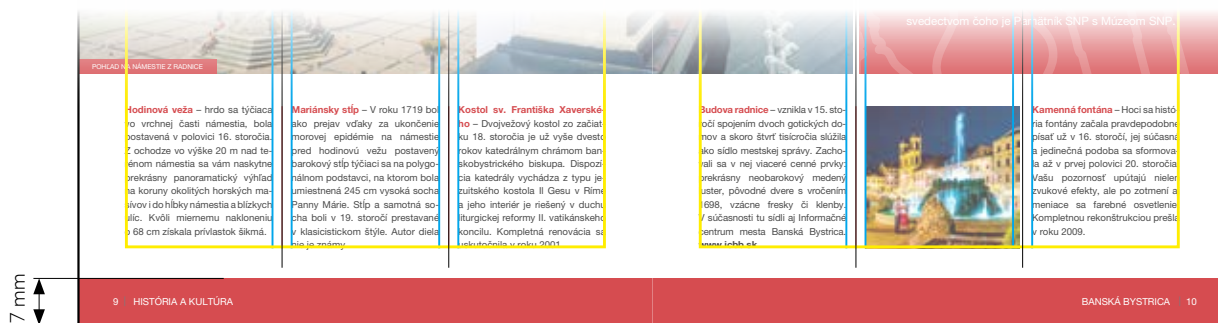 svedectvom čoho je Pamätník SNP s Múzeom SNP.
POHĽAD NA NÁMESTIE Z RADNICE
Hodinová veža – hrdo sa týčiaca
vo vrchnej časti námestia, bola
postavená v polovici 16. storočia.
Z ochodze vo výške 20 m nad te-
rénom námestia sa vám naskytne
prekrásny panoramatický výhľad
na koruny okolitých horských ma-
sívov i do hĺbky námestia a blízkych
ulíc. Kvôli miernemu nakloneniu
o 68 cm získala prívlastok šikmá.
Mariánsky stĺp – V roku 1719 bol
ako prejav vďaky za ukončenie
morovej epidémie na námestie
pred hodinovú vežu postavený
barokový stĺp týčiaci sa na polygo-
nálnom podstavci, na ktorom bola
umiestnená 245 cm vysoká socha
Panny Márie. Stĺp a samotná so-
cha boli v 19. storočí prestavané
v klasicistickom štýle. Autor diela
nie je známy.
Kostol sv. Františka Xaverské-
ho – Dvojvežový kostol zo začiat-
ku 18. storočia je už vyše dvesto
rokov katedrálnym chrámom ban-
skobystrického biskupa. Dispozí-
cia katedrály vychádza z typu je-
zuitského kostola Il Gesu v Ríme
a jeho interiér je riešený v duchu
liturgickej reformy II. vatikánskeho
koncilu. Kompletná renovácia sa
uskutočnila v roku 2001.
Budova radnice – vznikla v 15. sto-
ročí spojením dvoch gotických do-
mov a skoro štvrť tisícročia slúžila
ako sídlo mestskej správy. Zacho-
vali sa v nej viaceré cenné prvky:
prekrásny neobarokový medený
luster, pôvodné dvere s vročením
1698, vzácne fresky či klenby.
V súčasnosti tu sídli aj Informačné
centrum mesta Banská Bystrica.
www.icbb.sk
Kamenná fontána – Hoci sa histó-
ria fontány začala pravdepodobne
písať už v 16. storočí, jej súčasná
a jedinečná podoba sa sformova-
la až v prvej polovici 20. storočia.
Vašu pozornosť upútajú nielen
zvukové efekty, ale po zotmení aj
meniace sa farebné osvetlenie.
Kompletnou rekonštrukciou prešla
v roku 2009.
7 mm
9 HISTÓRIA A KULTÚRA
BANSKÁ BYSTRICA 10